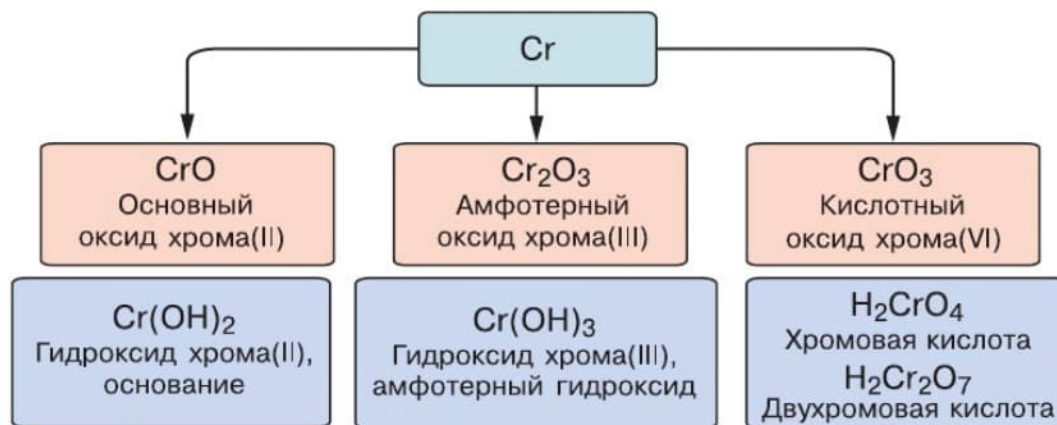 Cr
CrO
Основный
оксид хрома(II)
Cr₂O₃
Амфотерный
оксид хрома(III)
CrO₃
Кислотный
оксид хрома(VI)
Cr(OH)₂
Гидроксид хрома(II),
основание
Cr(OH)₃
Гидроксид хрома(III),
амфотерный гидроксид
H₂CrO₄
Хромовая кислота
H₂Cr₂O₇
Двухромовая кислота